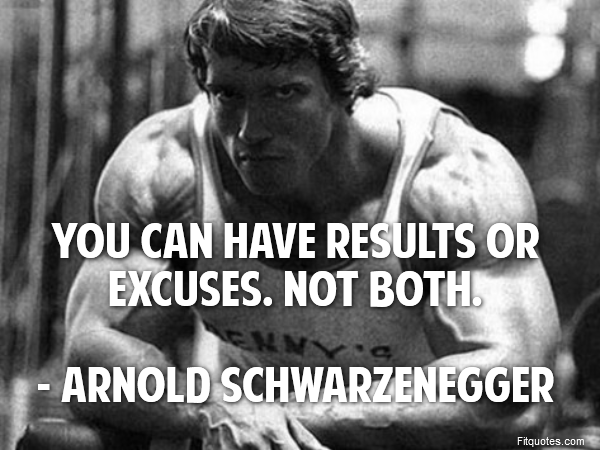 YOU CAN HAVE RESULTS OR
EXCUSES. NOT BOTH.
- ARNOLD SCHWARZENEGGER
Fitquotes.com